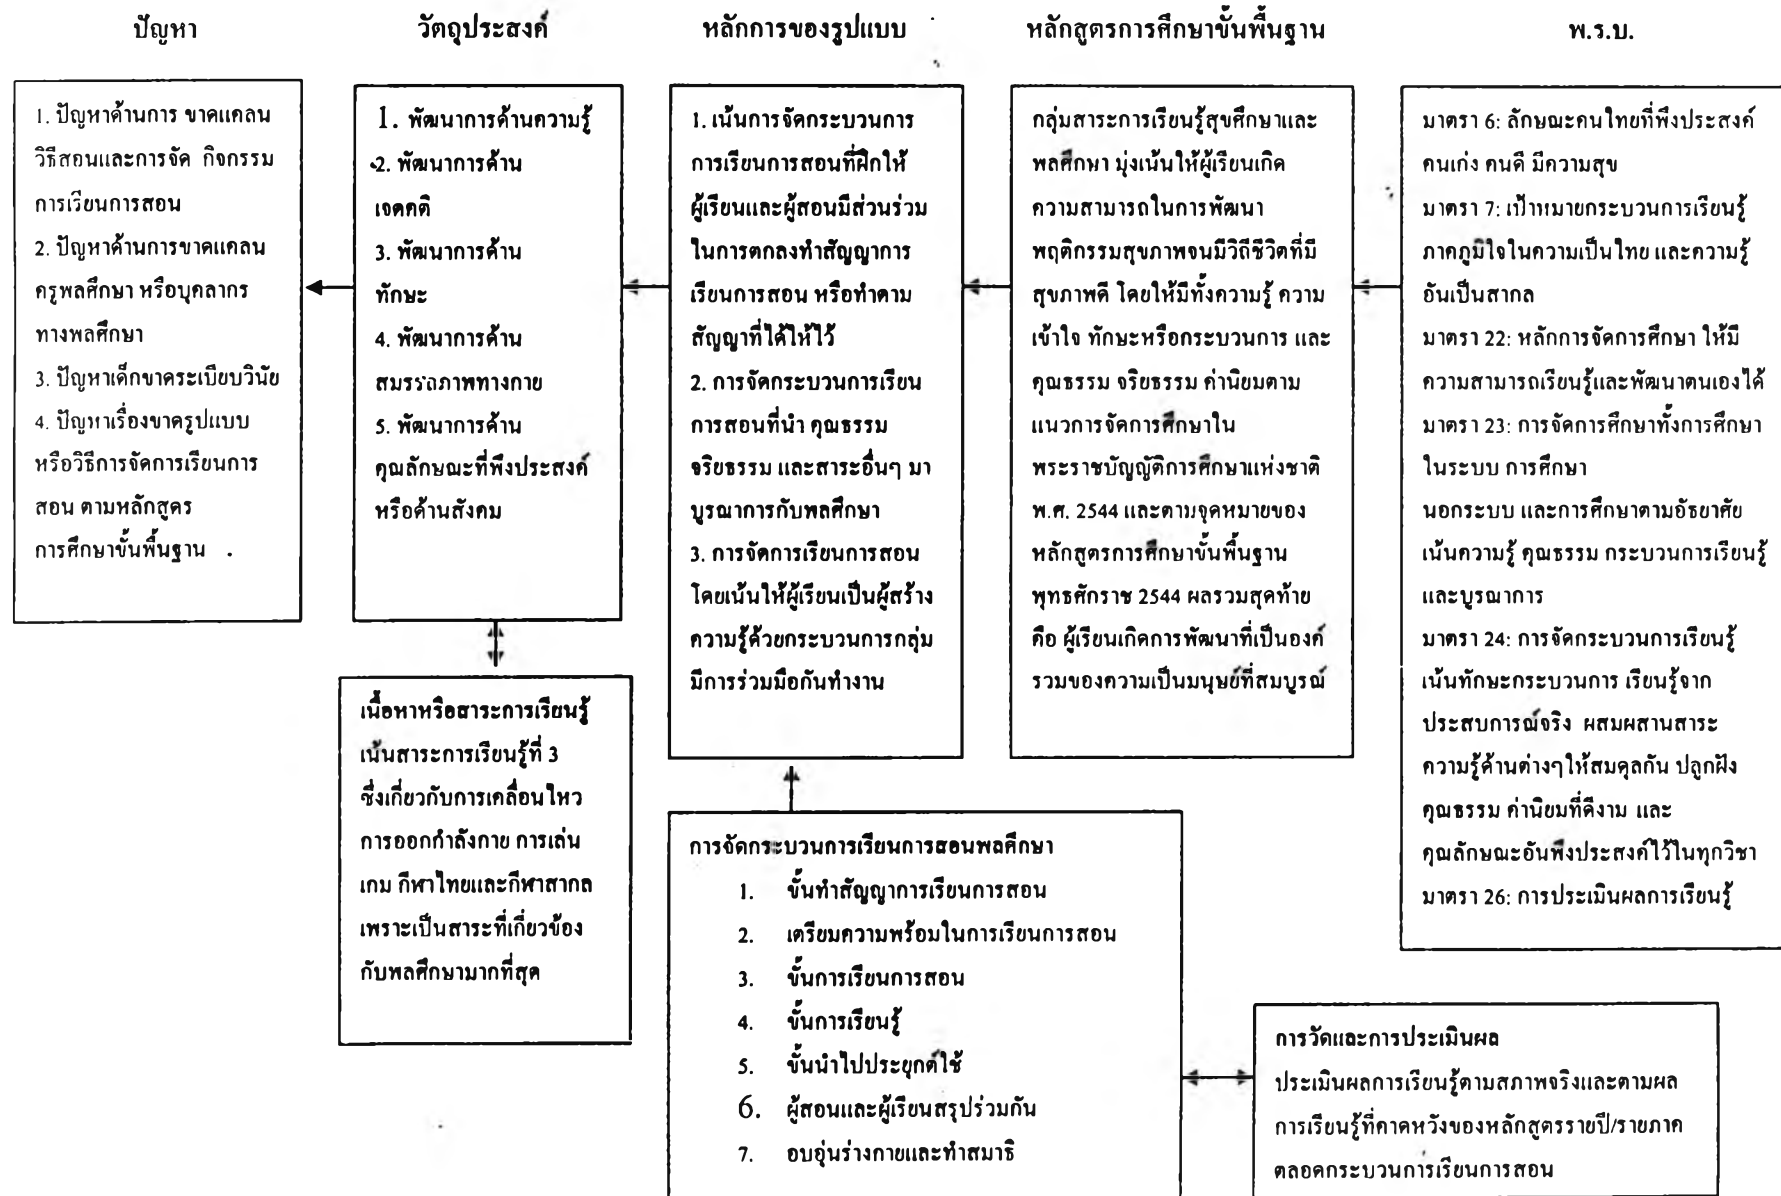 ปัญหา
1. ปัญหาด้านการ ขาดแคลน
วิธีสอนและการจัด กิจกรรม
การเรียนการสอน
2. ปัญหาด้านการขาดแคลน
ครูพลศึกษา หรือบุคลากร
ทางพลศึกษา
3. ปัญหาเด็กขาดระเบียบวินัย
4. ปัญหาเรื่องขาดรูปแบบ
หรือวิธีการจัดการเรียนการ
สอน ตามหลักสูตร
การศึกษาขั้นพื้นฐาน
วัตถุประสงค์
1. พัฒนาการด้านความรู้
2. พัฒนาการด้าน
เจตคติ
3. พัฒนาการด้าน
ทักษะ
4. พัฒนาการด้าน
สมรรถภาพทางกาย
5. พัฒนาการด้าน
คุณลักษณะที่พึงประสงค์
หรือด้านสังคม
เนื้อหาหรือสาระการเรียนรู้
เน้นสาระการเรียนรู้ที่ 3
ซึ่งเกี่ยวกับการเคลื่อนไหว
การออกกำลังกาย การเล่น
เกม กีฬาไทยและกีฬาสากล
เพราะเป็นสาระที่เกี่ยวข้อง
กับพลศึกษามากที่สุด
หลักการของรูปแบบ
1. เน้นการจัดกระบวนการ
การเรียนการสอนที่ฝึกให้
ผู้เรียนและผู้สอนมีส่วนร่วม
ในการตกลงทำสัญญาการ
เรียนการสอน หรือทำตาม
สัญญาที่ได้ให้ไว้
2. การจัดกระบวนการเรียน
การสอนที่นำ คุณธรรม
จริยธรรม และสาระอื่นๆ มา
บูรณาการกับพลศึกษา
3. การจัดการเรียนการสอน
โดยเน้นให้ผู้เรียนเป็นผู้สร้าง
ความรู้ด้วยกระบวนการกลุ่ม
มีการร่วมมือกันทำงาน
การจัดกระบวนการเรียนการสอนพลศึกษา
1. ขั้นทำสัญญาการเรียนการสอน
2. เตรียมความพร้อมในการเรียนการสอน
3. ขั้นการเรียนการสอน
4. ขั้นการเรียนรู้
5. ขั้นนำไปประยุกต์ใช้
6. ผู้สอนและผู้เรียนสรุปร่วมกัน
7. อบอุ่นร่างกายและทำสมาธิ
หลักสูตรการศึกษาขั้นพื้นฐาน
กลุ่มสาระการเรียนรู้สุขศึกษาและ
พลศึกษา มุ่งเน้นให้ผู้เรียนเกิด
ความสามารถในการพัฒนา
พฤติกรรมสุขภาพจนมีวิถีชีวิตที่มี
สุขภาพดี โดยให้มีทั้งความรู้ ความ
เข้าใจ ทักษะหรือกระบวนการ และ
คุณธรรม จริยธรรม ค่านิยมตาม
แนวการจัดการศึกษาใน
พระราชบัญญัติการศึกษาแห่งชาติ
พ.ศ. 2544 และตามจุดหมายของ
หลักสูตรการศึกษาขั้นพื้นฐาน
พุทธศักราช 2544 ผลรวมสุดท้าย
คือ ผู้เรียนเกิดการพัฒนาที่เป็นองค์
รวมของความเป็นมนุษย์ที่สมบูรณ์
พ.ร.บ.
มาตรา 6: ลักษณะคนไทยที่พึงประสงค์
คนเก่ง คนดี มีความสุข
มาตรา 7: เป้าหมายกระบวนการเรียนรู้
ภาคภูมิใจในความเป็นไทย และความรู้
อันเป็นสากล
มาตรา 22: หลักการจัดการศึกษา ให้มี
ความสามารถเรียนรู้และพัฒนาตนเองได้
มาตรา 23: การจัดการศึกษาทั้งการศึกษา
ในระบบ การศึกษา
นอกระบบ และการศึกษาตามอัธยาศัย
เน้นความรู้ คุณธรรม กระบวนการเรียนรู้
และบูรณาการ
มาตรา 24: การจัดกระบวนการเรียนรู้
เน้นทักษะกระบวนการ เรียนรู้จาก
ประสบการณ์จริง ผสมผสานสาระ
ความรู้ด้านต่างๆให้สมดุลกัน ปลูกฝัง
คุณธรรม ค่านิยมที่ดีงาม และ
คุณลักษณะอันพึงประสงค์ไว้ในทุกวิชา
มาตรา 26: การประเมินผลการเรียนรู้
การวัดและการประเมินผล
ประเมินผลการเรียนรู้ตามสภาพจริงและตามผล
การเรียนรู้ที่คาดหวังของหลักสูตรรายปี/รายภาค
ตลอดกระบวนการเรียนการสอน